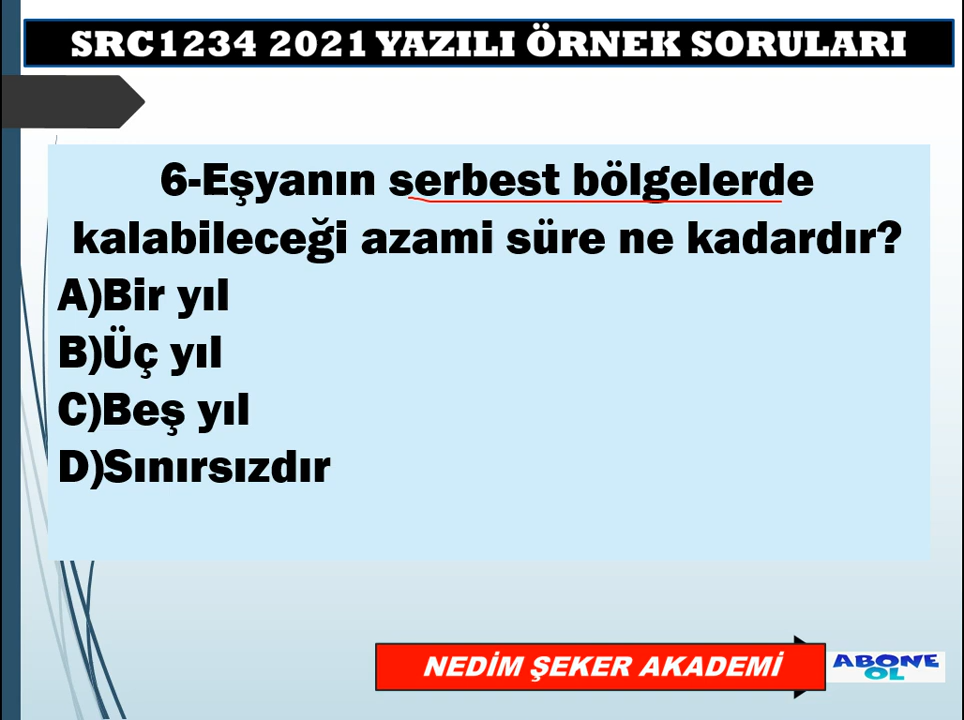 SRC1234 2021 YAZILI ÖRNEK SORULARI
6-Eşyanın serbest bölgelerde
kalabileceği azami süre ne kadardır?
A)Bir yıl
B)Üç yıl
C)Beş yıl
D)Sınırsızdır
NEDİM ŞEKER AKADEMİ
ABONE
OL